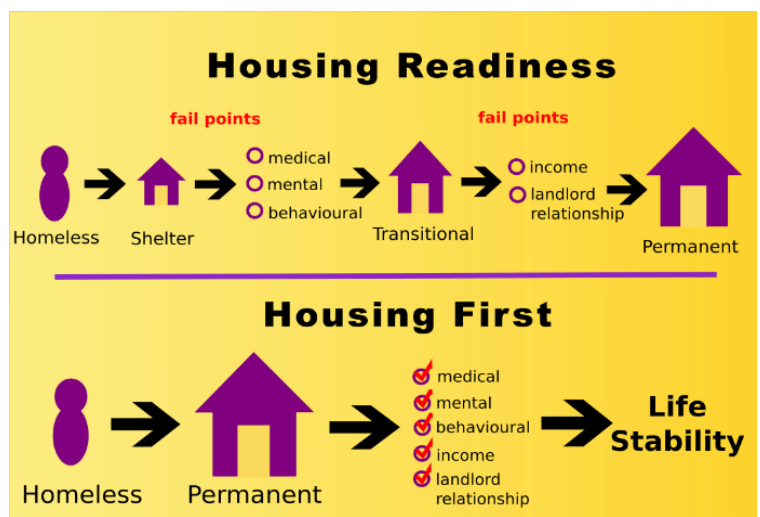 Housing Readiness
fail points
fail points
medical
mental
behavioural
income
landlord
relationship
Homeless
Shelter
Transitional
Permanent
Housing First
medical
mental
behavioural
income
landlord
relationship
Life
Stability
Homeless
Permanent